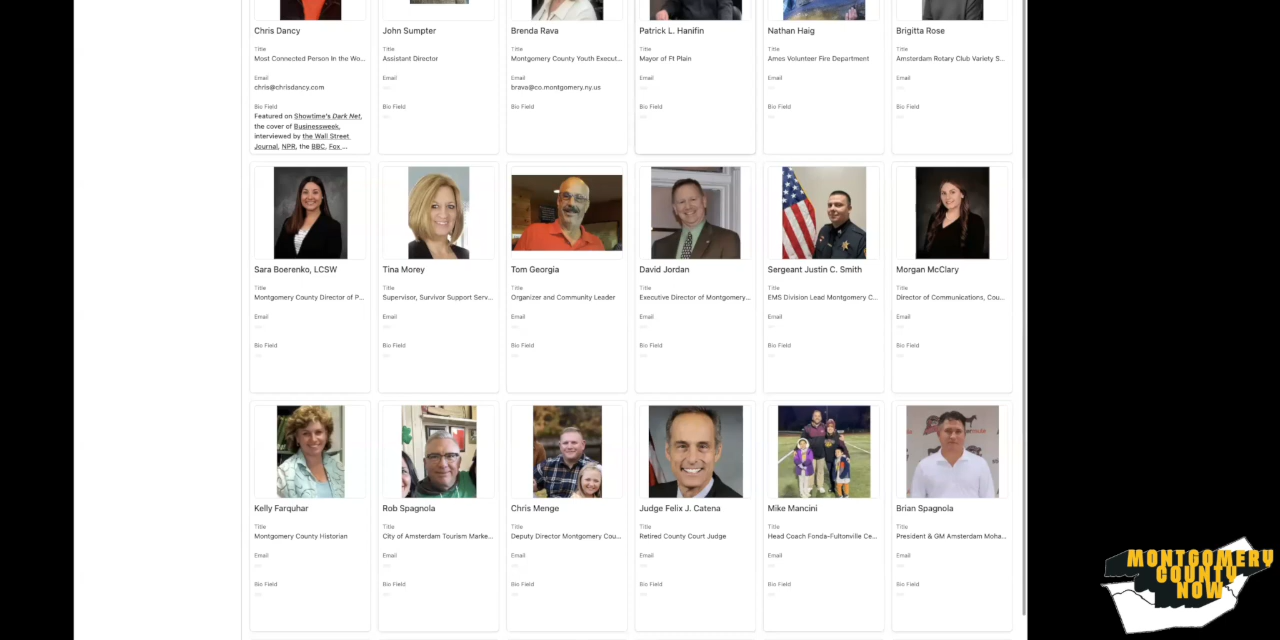 Chris Dancy
John Sumpter
Brenda Rava
Patrick L. Hanifin
Nathan Haig
Brigitta Rose
Title
Title
Title
Title
Title
Title
Most Connected Person In the Wo...
Assistant Director
Montgomery County Youth Execut...
Mayor of Ft Plain
Ames Volunteer Fire Department
Amsterdam Rotary Club Variety S...
Email
Email
Email
Email
Email
Email
chris@chrisdancy.com
brava@co.montgomery.ny.us
Bio Field
Bio Field
Bio Field
Bio Field
Bio Field
Bio Field
Featured on Showtime's Dark Net,
the cover of Businessweek,
interviewed by the Wall Street
Journal, NPR, the BBC, Fox ...
Sara Boerenko, LCSW
Tina Morey
Tom Georgia
David Jordan
Sergeant Justin C. Smith
Morgan McClary
Title
Title
Title
Title
Title
Title
Montgomery County Director of P...
Supervisor, Survivor Support Serv...
Organizer and Community Leader
Executive Director of Montgomery...
EMS Division Lead Montgomery C...
Director of Communications, Cou...
Email
Email
Email
Email
Email
Email
Bio Field
Bio Field
Bio Field
Bio Field
Bio Field
Bio Field
Kelly Farquhar
Rob Spagnola
Chris Menge
Judge Felix J. Catena
Mike Mancini
Brian Spagnola
Title
Title
Title
Title
Title
Title
Montgomery County Historian
City of Amsterdam Tourism Marke...
Deputy Director Montgomery Cou...
Retired County Court Judge
Head Coach Fonda-Fultonville Ce...
President & GM Amsterdam Moha...
Email
Email
Email
Email
Email
Email
Bio Field
Bio Field
Bio Field
Bio Field
Bio Field
Bio Field
MONTGOMERY
COUNTY
NOW